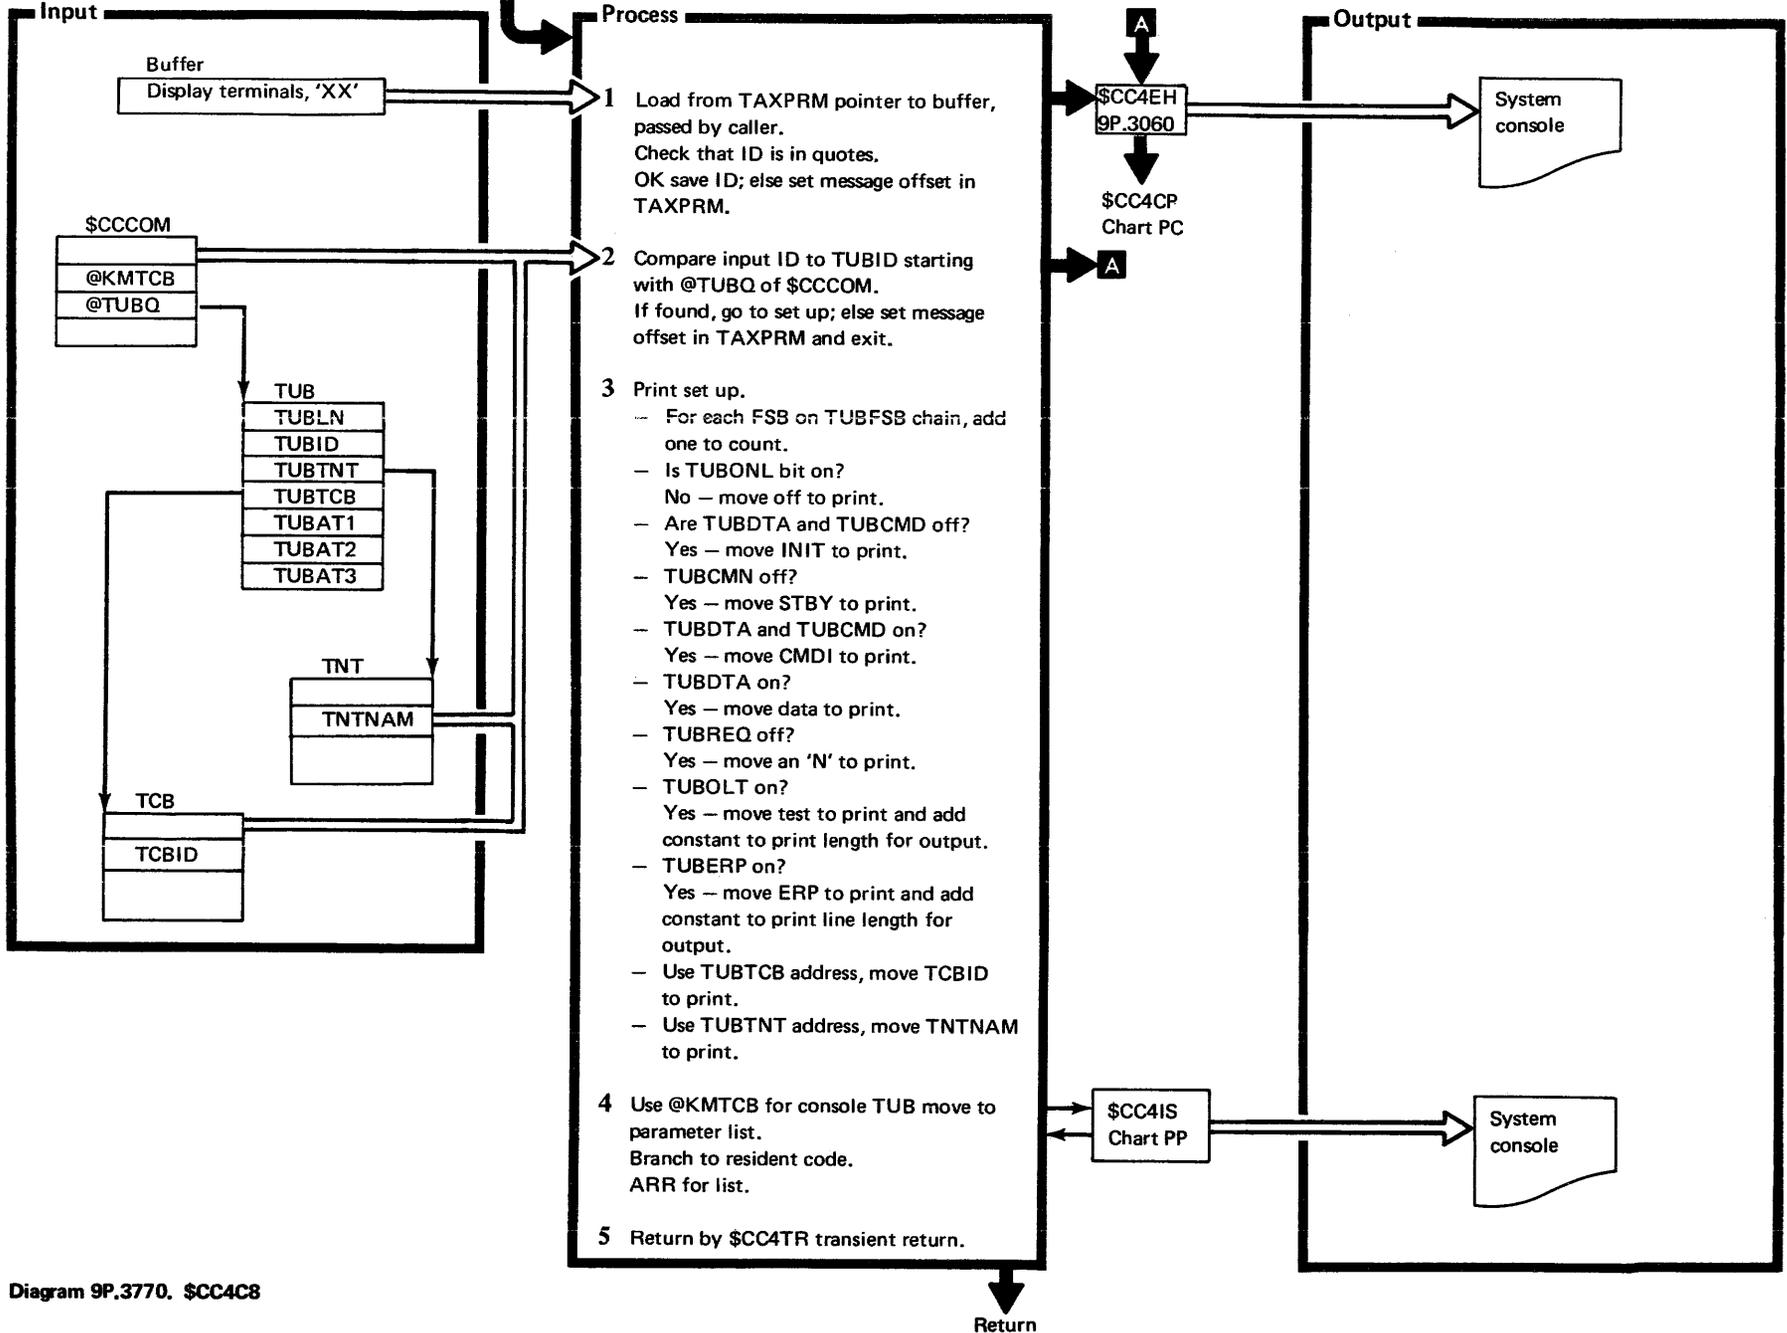 Input
Buffer
Display terminals, 'XX'
$CCCOM
@KMTCB
@TUBQ
TUB
TUBLN
TUBID
TUBTNT
TUBTCB
TUBAT1
TUBAT2
TUBAT3
TNT
TNTNAM
TCB
TCBID
Process
1 Load from TAXPRM pointer to buffer,
passed by caller.
Check that ID is in quotes.
OK save ID; else set message offset in
TAXPRM.
2 Compare input ID to TUBID starting
with @TUBQ of $CCCOM.
If found, go to set up; else set message
offset in TAXPRM and exit.
3 Print set up.
— For each FSB on TUBFSB chain, add
one to count.
— Is TUBONL bit on?
No — move off to print.
— Are TUBDTA and TUBCMD off?
Yes — move INIT to print.
— TUBCMN off?
Yes — move STBY to print.
— TUBDTA and TUBCMD on?
Yes — move CMDI to print.
— TUBDTA on?
Yes — move data to print.
— TUBREQ off?
Yes — move an 'N' to print.
— TUBOLT on?
Yes — move test to print and add
constant to print length for output.
— TUBERP on?
Yes — move ERP to print and add
constant to print line length for
output.
— Use TUBTCB address, move TCBID
to print.
— Use TUBTNT address, move TNTNAM
to print.
4 Use @KMTCB for console TUB move to
parameter list.
Branch to resident code.
ARR for list.
5 Return by $CC4TR transient return.
Return
A
$CC4EH
9P.3060
$CC4CP
Chart PC
A
$CC4IS
Chart PP
Output
System
console
System
console
Diagram 9P.3770. $CC4C8